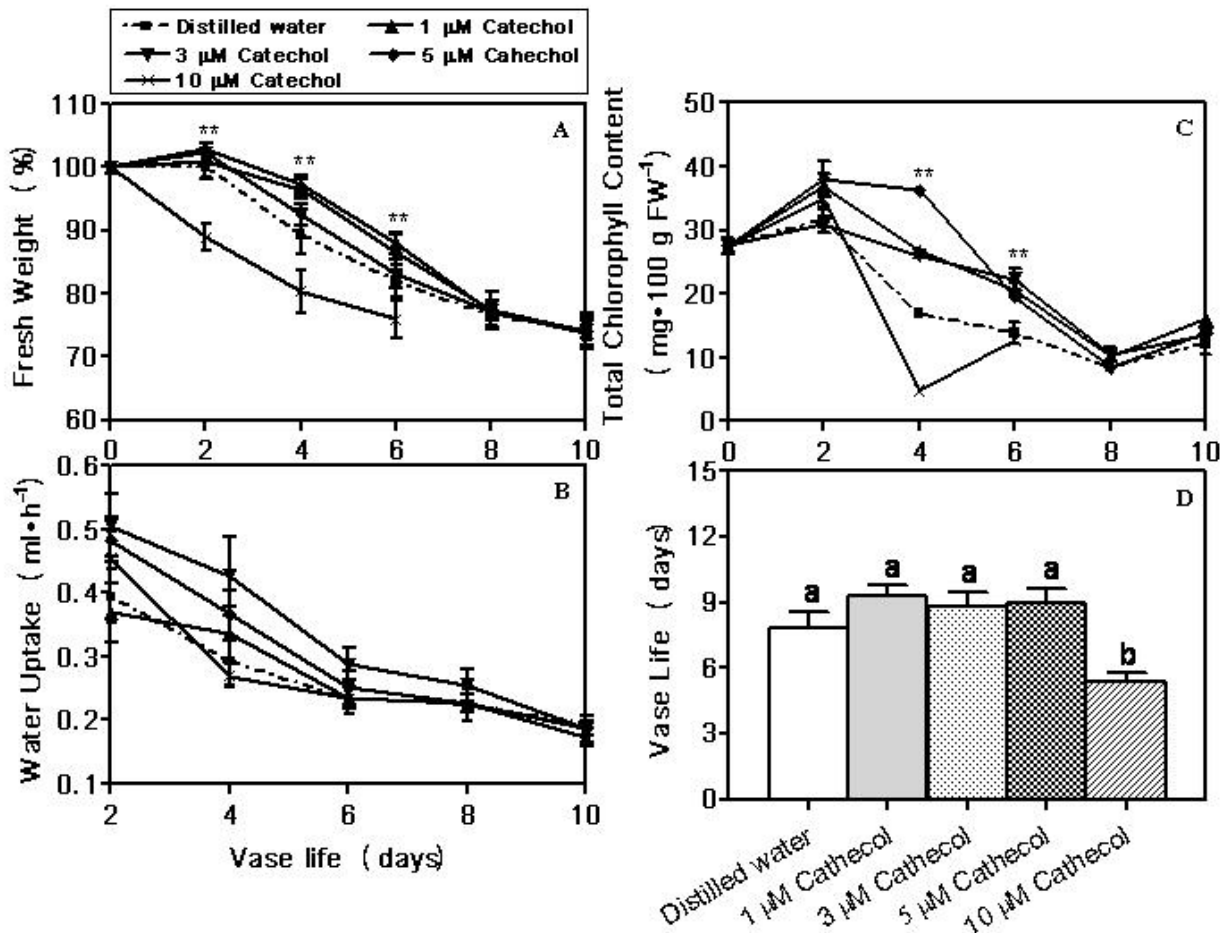 Distilled water
1 µM Catechol
3 µM Catechol
5 µM Cahechol
10 µM Catechol
A
Fresh Weight (%)
110
100
90
80
70
60
** ** **
0 2 4 6 8 10
C
Total Chlorophyll Content
(mg•100 g FW⁻¹)
50
40
30
20
10
0
** **
0 2 4 6 8 10
B
Water Uptake (ml•h⁻¹)
0.6
0.5
0.4
0.3
0.2
0.1
2 4 6 8 10
Vase life (days)
D
Vase Life (days)
15
12
9
6
3
0
a a a a b
Distilled water
1 µM Cathecol
3 µM Cathecol
5 µM Cathecol
10 µM Cathecol